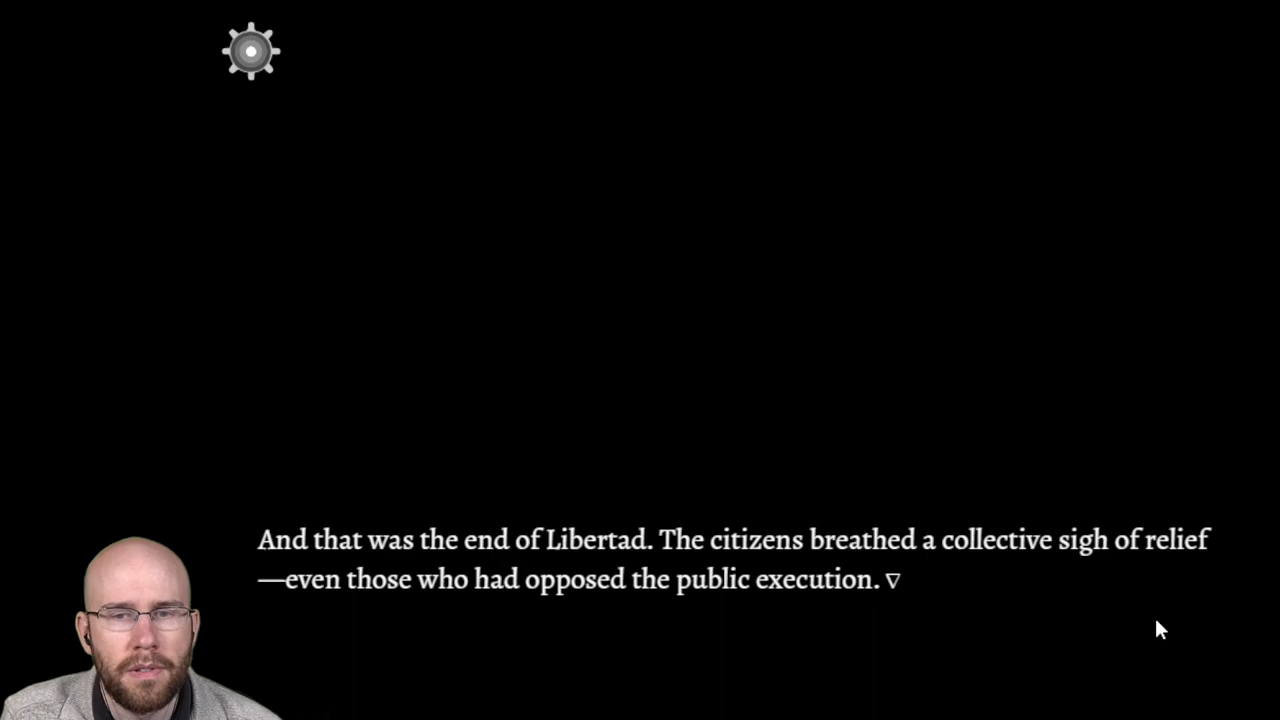 And that was the end of Libertad. The citizens breathed a collective sigh of relief
—even those who had opposed the public execution. ▽